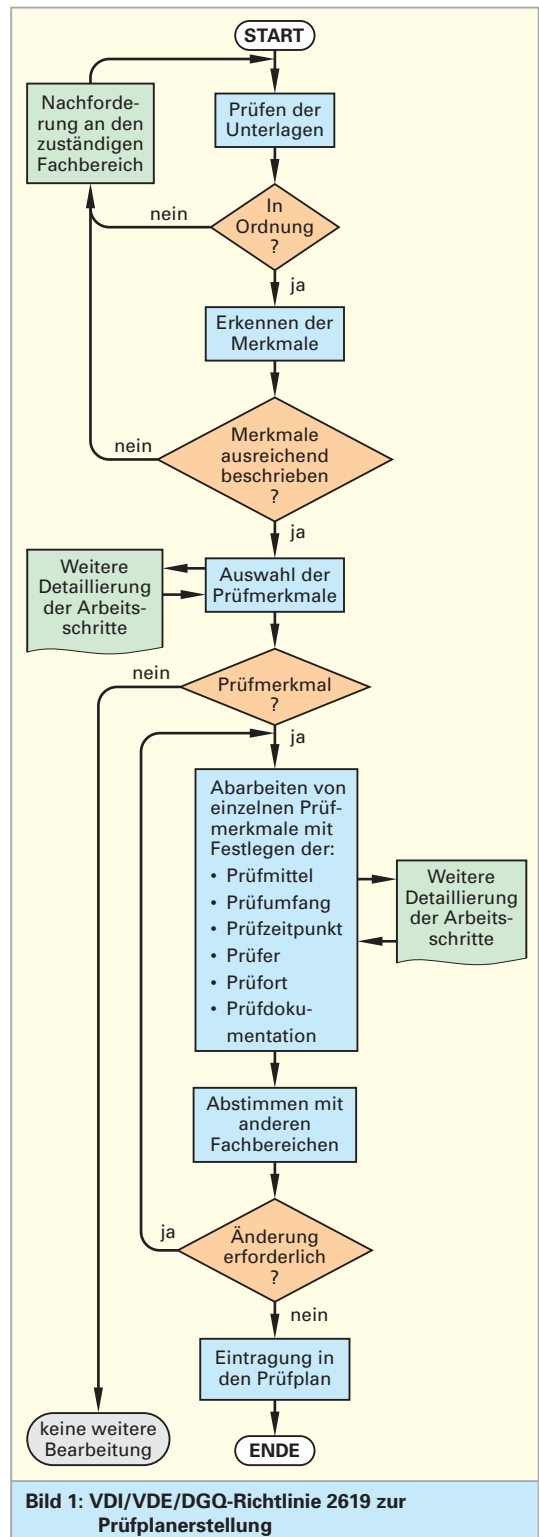 START
Nachforde-
rung an den
zuständigen
Fachbereich
Prüfen der
Unterlagen
nein
In
Ordnung
?
ja
Erkennen der
Merkmale
nein
Merkmale
ausreichend
beschrieben
?
ja
Weitere
Detaillierung
der Arbeits-
schritte
Auswahl der
Prüfmerkmale
nein
Prüfmerkmal
?
ja
Abarbeiten von
einzelnen Prüf-
merkmale mit
Festlegen der:
• Prüfmittel
• Prüfumfang
• Prüfzeitpunkt
• Prüfer
• Prüfort
• Prüfdoku-
mentation
Weitere
Detaillierung
der Arbeits-
schritte
Abstimmen mit
anderen
Fachbereichen
ja
Änderung
erforderlich
?
nein
Eintragung in
den Prüfplan
keine weitere
Bearbeitung
ENDE
Bild 1: VDI/VDE/DGQ-Richtlinie 2619 zur
Prüfplanerstellung